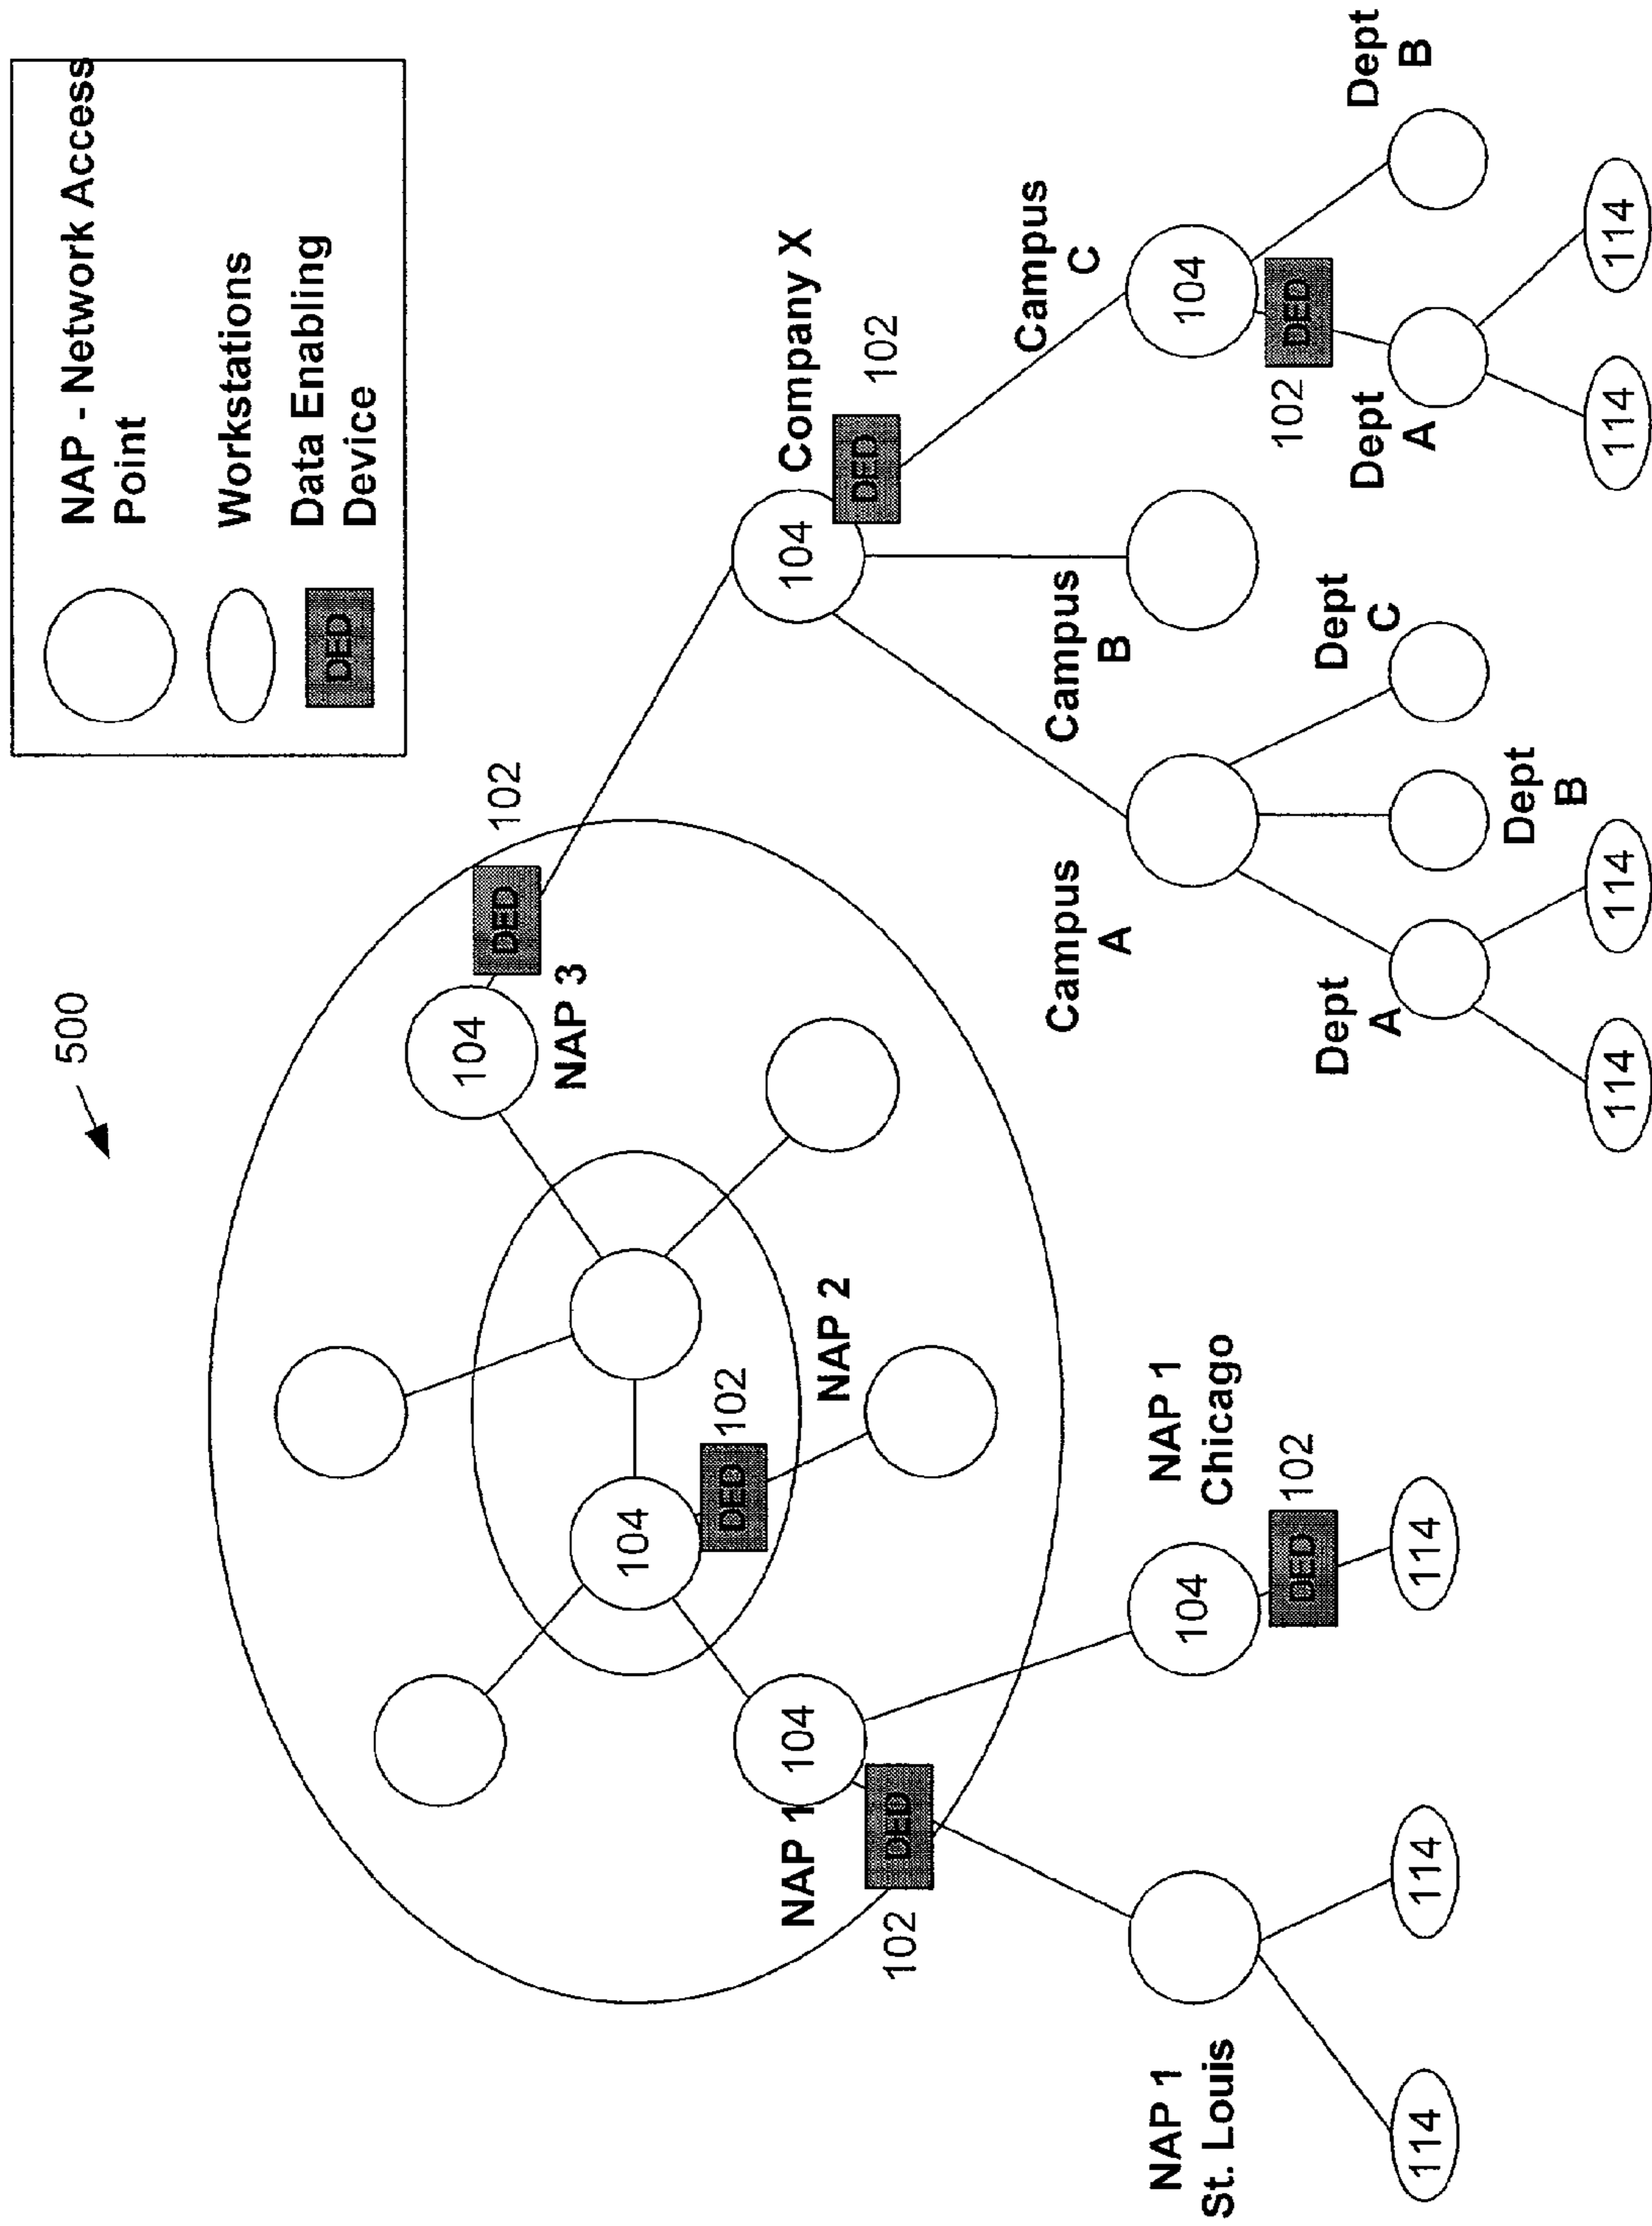 500
NAP - Network Access
Point
Workstations
DED
Data Enabling
Device
104
DED
102
NAP 3
104
DED
102
NAP 2
104
NAP 1
DED
102
104
Company X
DED
102
NAP 1
St. Louis
114
114
NAP 1
Chicago
104
DED
102
114
Campus
A
Campus
B
Campus
C
104
DED
102
Dept
A
Dept
B
Dept
C
Dept
A
Dept
B
114
114
114
114